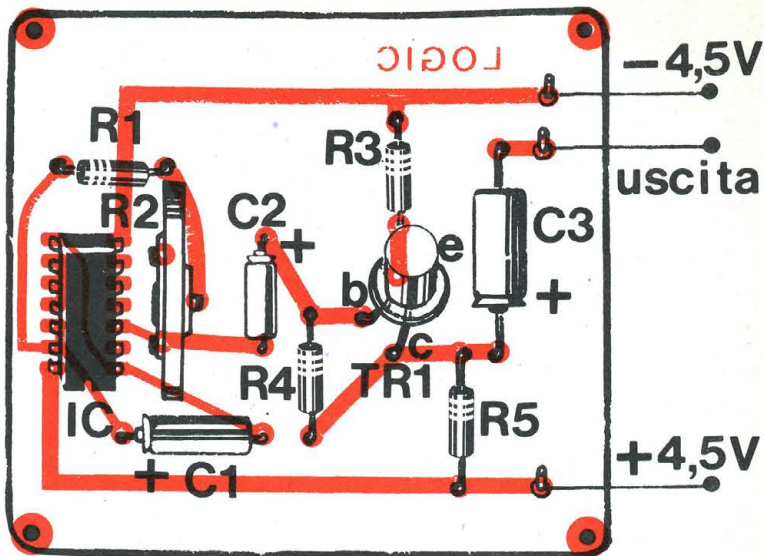 LOGIC
−4,5V
R1
R3
uscita
R2
C2
+
e
C3
b
+
c
R4
TR1
IC
R5
+4,5V
+ C1